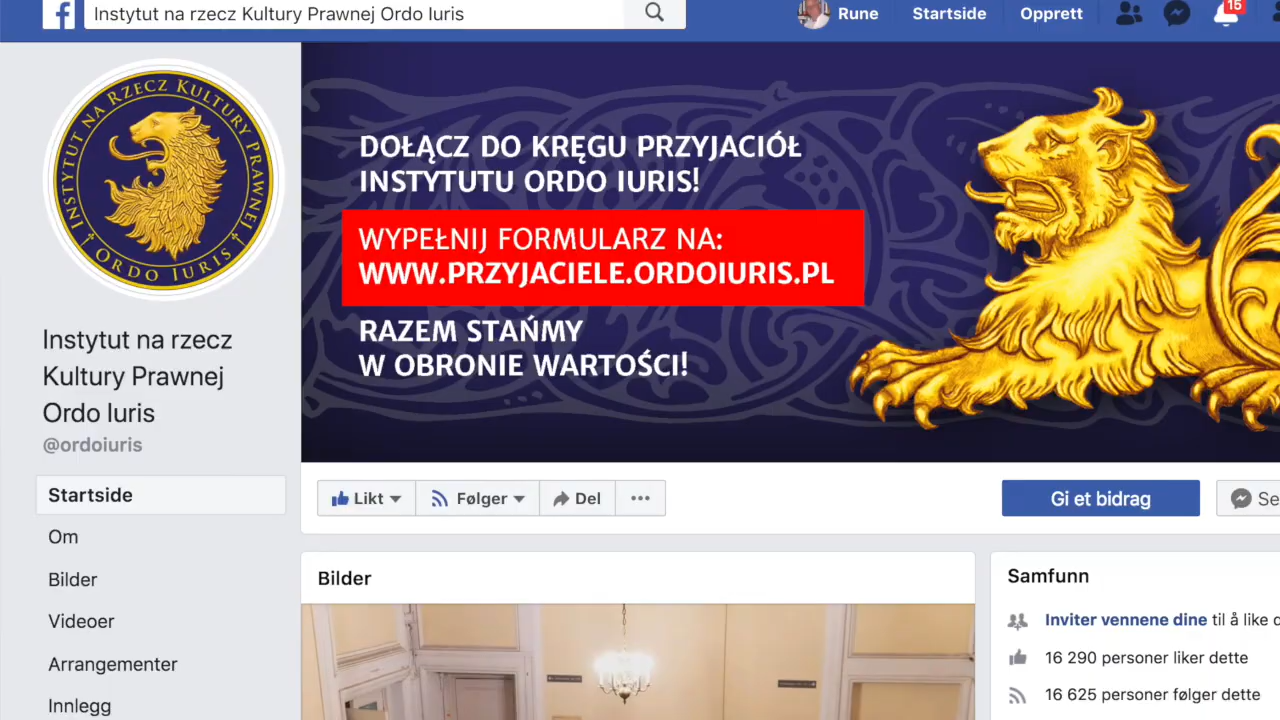 Instytut na rzecz Kultury Prawnej Ordo Iuris
Rune
Startside
Opprett
15
INSTYTUT NA RZECZ KULTURY PRAWNEJ
ORDO IURIS
DOŁĄCZ DO KRĘGU PRZYJACIÓŁ
INSTYTUTU ORDO IURIS!
WYPEŁNIJ FORMULARZ NA:
WWW.PRZYJACIELE.ORDOIURIS.PL
RAZEM STAŃMY
W OBRONIE WARTOŚCI!
Instytut na rzecz
Kultury Prawnej
Ordo Iuris
@ordoiuris
Startside
Om
Bilder
Videoer
Arrangementer
Innlegg
Likt
Følger
Del
Gi et bidrag
Se
Bilder
Samfunn
Inviter vennene dine til å like
16 290 personer liker dette
16 625 personer følger dette